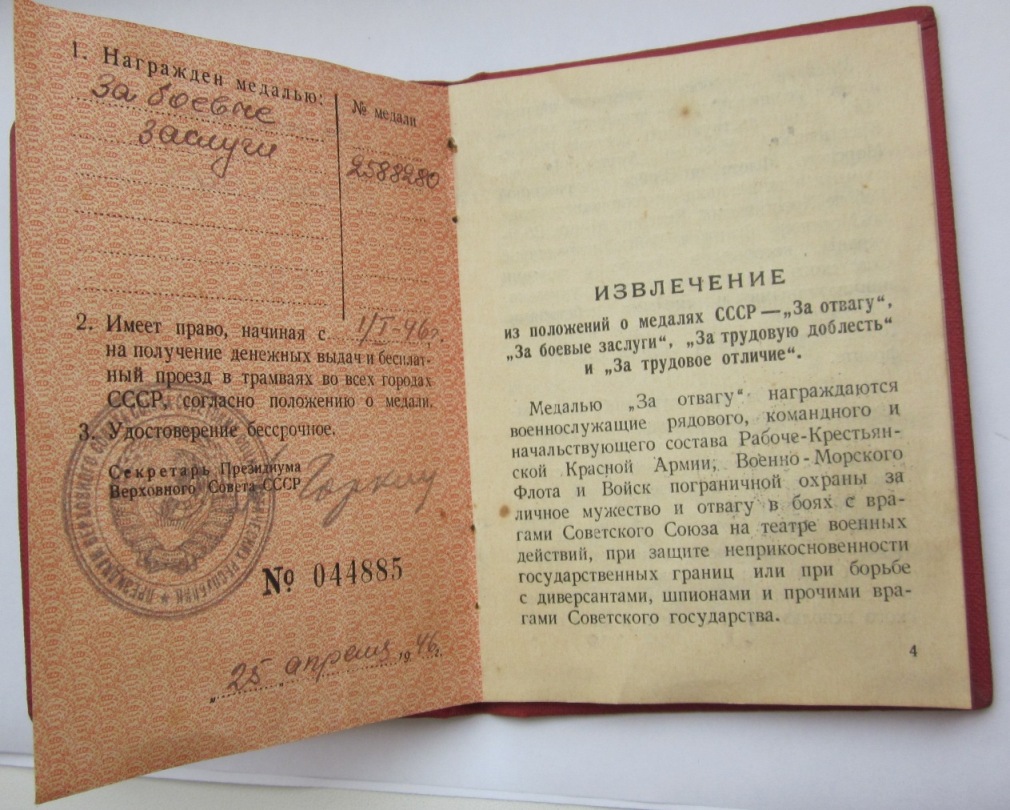 1. Награжден медалью:
№ медали
За боевые
заслуги
2588280
2. Имеет право, начиная с 1/I-46 г.
на получение денежных выдач и бесплат-
ный проезд в трамваях во всех городах
СССР, согласно положению о медали.
3. Удостоверение бессрочное.
Секретарь Президиума
Верховного Совета СССР
Горкин
№ 044885
„25 апреля 1946 г.
ИЗВЛЕЧЕНИЕ
из положений о медалях СССР — „За отвагу“,
„За боевые заслуги“, „За трудовую доблесть“
и „За трудовое отличие“.
Медалью „За отвагу“ награждаются
военнослужащие рядового, командного и
начальствующего состава Рабоче-Крестьян-
ской Красной Армии, Военно-Морского
Флота и Войск пограничной охраны за
личное мужество и отвагу в боях с вра-
гами Советского Союза на театре военных
действий, при защите неприкосновенности
государственных границ или при борьбе
с диверсантами, шпионами и прочими вра-
гами Советского государства.
4